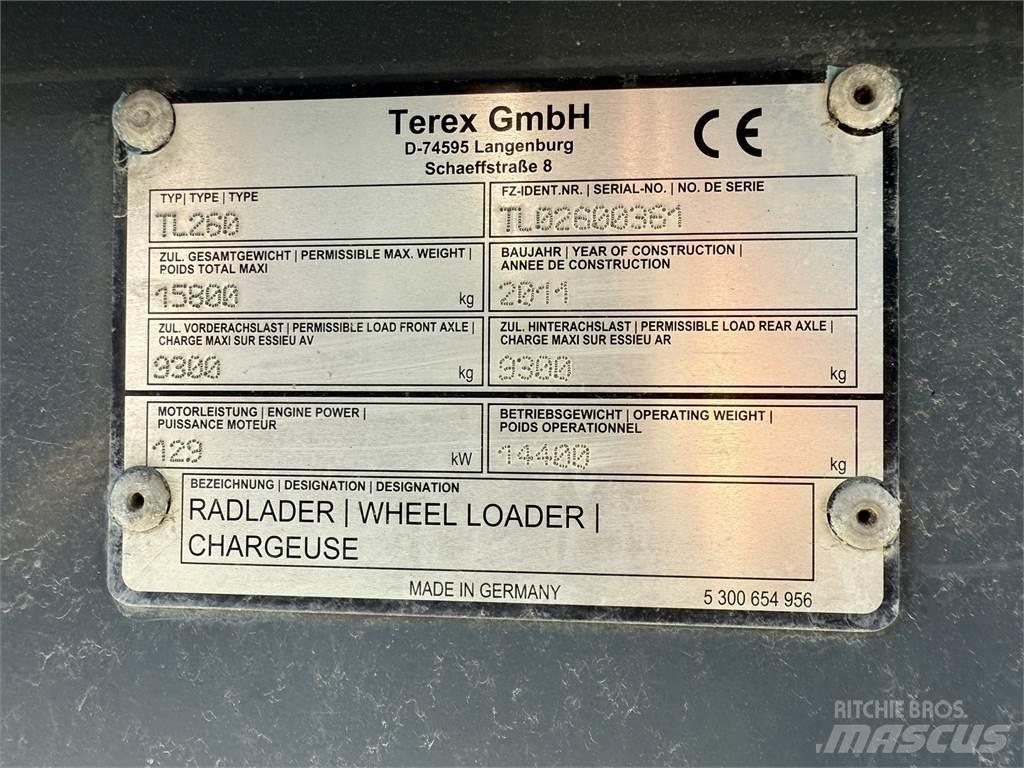 Terex GmbH
D-74595 Langenburg
Schaeffstraße 8
CE
TYP| TYPE | TYPE
TL260
FZ-IDENT.NR. | SERIAL-NO. | NO. DE SERIE
TL02600361
ZUL. GESAMTGEWICHT | PERMISSIBLE MAX. WEIGHT |
POIDS TOTAL MAXI
15800 kg
BAUJAHR | YEAR OF CONSTRUCTION |
ANNEE DE CONSTRUCTION
2011
ZUL. VORDERACHSLAST | PERMISSIBLE LOAD FRONT AXLE |
CHARGE MAXI SUR ESSIEU AV
9300 kg
ZUL. HINTERACHSLAST | PERMISSIBLE LOAD REAR AXLE |
CHARGE MAXI SUR ESSIEU AR
9300 kg
MOTORLEISTUNG | ENGINE POWER |
PUISSANCE MOTEUR
129 kW
BETRIEBSGEWICHT | OPERATING WEIGHT |
POIDS OPERATIONNEL
14400 kg
BEZEICHNUNG | DESIGNATION | DESIGNATION
RADLADER | WHEEL LOADER |
CHARGEUSE
MADE IN GERMANY
5 300 654 956
RITCHIE BROS.
MASCUS